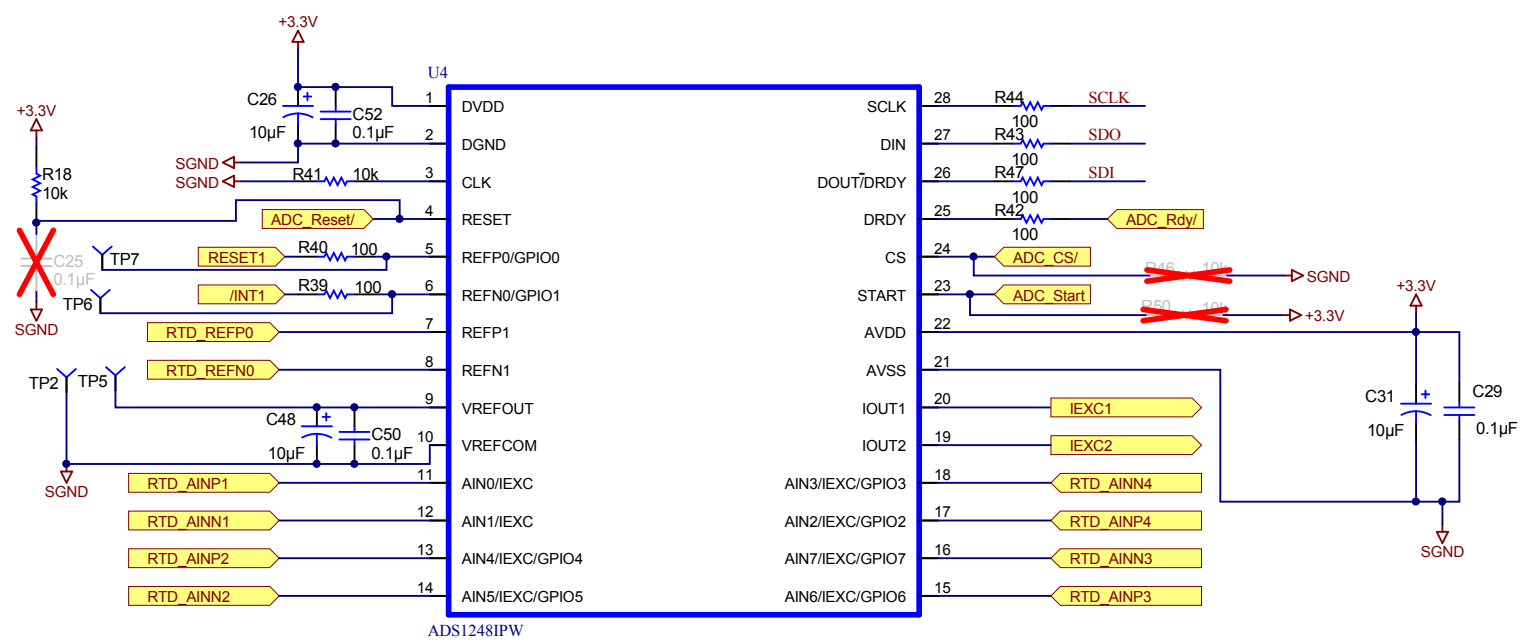 +3.3V
U4
+3.3V
C26
+
10µF
C52
0.1µF
1
DVDD
SCLK
28
R44
100
SCLK
2
DGND
DIN
27
R43
100
SDO
SGND
SGND
R41
10k
3
CLK
DOUT/DRDY
26
R47
100
SDI
R18
10k
ADC_Reset/
4
RESET
DRDY
25
R42
100
ADC_Rdy/
C25
0.1µF
TP7
RESET1
R40
100
5
REFP0/GPIO0
CS
24
ADC_CS/
R46
10k
SGND
TP6
/INT1
R39
100
6
REFN0/GPIO1
START
23
ADC_Start
R50
10k
+3.3V
+3.3V
SGND
RTD_REFP0
7
REFP1
AVDD
22
RTD_REFN0
8
REFN1
AVSS
21
TP2
TP5
C48
+
10µF
C50
0.1µF
9
VREFOUT
IOUT1
20
IEXC1
C31
+
10µF
C29
0.1µF
10
VREFCOM
IOUT2
19
IEXC2
SGND
RTD_AINP1
11
AIN0/IEXC
AIN3/IEXC/GPIO3
18
RTD_AINN4
RTD_AINN1
12
AIN1/IEXC
AIN2/IEXC/GPIO2
17
RTD_AINP4
RTD_AINP2
13
AIN4/IEXC/GPIO4
AIN7/IEXC/GPIO7
16
RTD_AINN3
SGND
RTD_AINN2
14
AIN5/IEXC/GPIO5
AIN6/IEXC/GPIO6
15
RTD_AINP3
ADS1248IPW